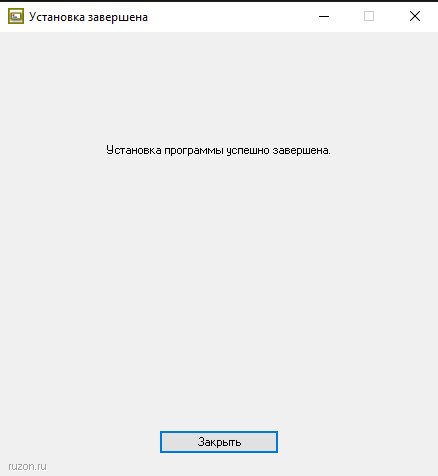 Установка завершена
Установка программы успешно завершена.
Закрыть
ruzon.ru